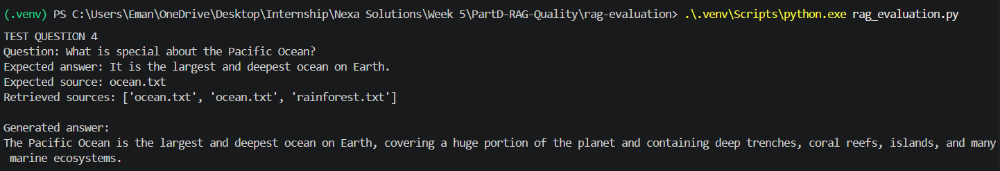 (.venv) PS C:\Users\Eman\OneDrive\Desktop\Internship\Nexa Solutions\Week 5\PartD-RAG-Quality\rag-evaluation> .\.venv\Scripts\python.exe rag_evaluation.py
TEST QUESTION 4
Question: What is special about the Pacific Ocean?
Expected answer: It is the largest and deepest ocean on Earth.
Expected source: ocean.txt
Retrieved sources: ['ocean.txt', 'ocean.txt', 'rainforest.txt']
Generated answer:
The Pacific Ocean is the largest and deepest ocean on Earth, covering a huge portion of the planet and containing deep trenches, coral reefs, islands, and many
marine ecosystems.